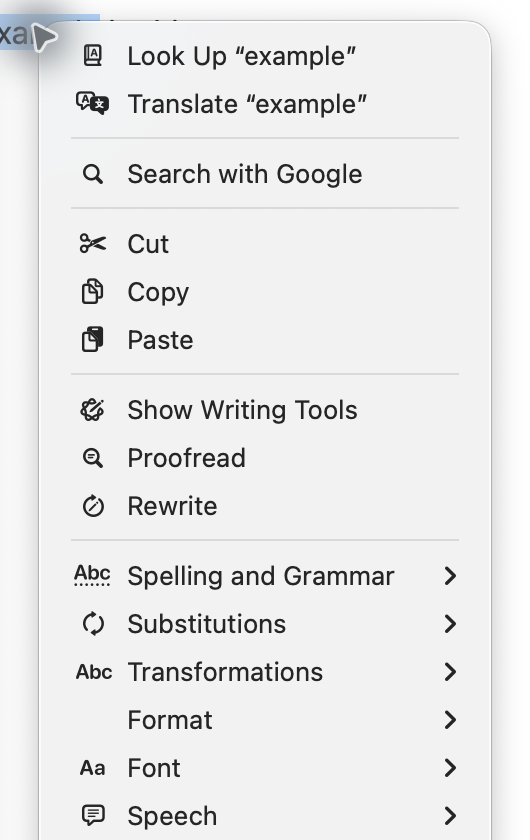 Look Up “example”
Translate “example”
Search with Google
Cut
Copy
Paste
Show Writing Tools
Proofread
Rewrite
Abc Spelling and Grammar
Substitutions
Abc Transformations
Format
Aa Font
Speech